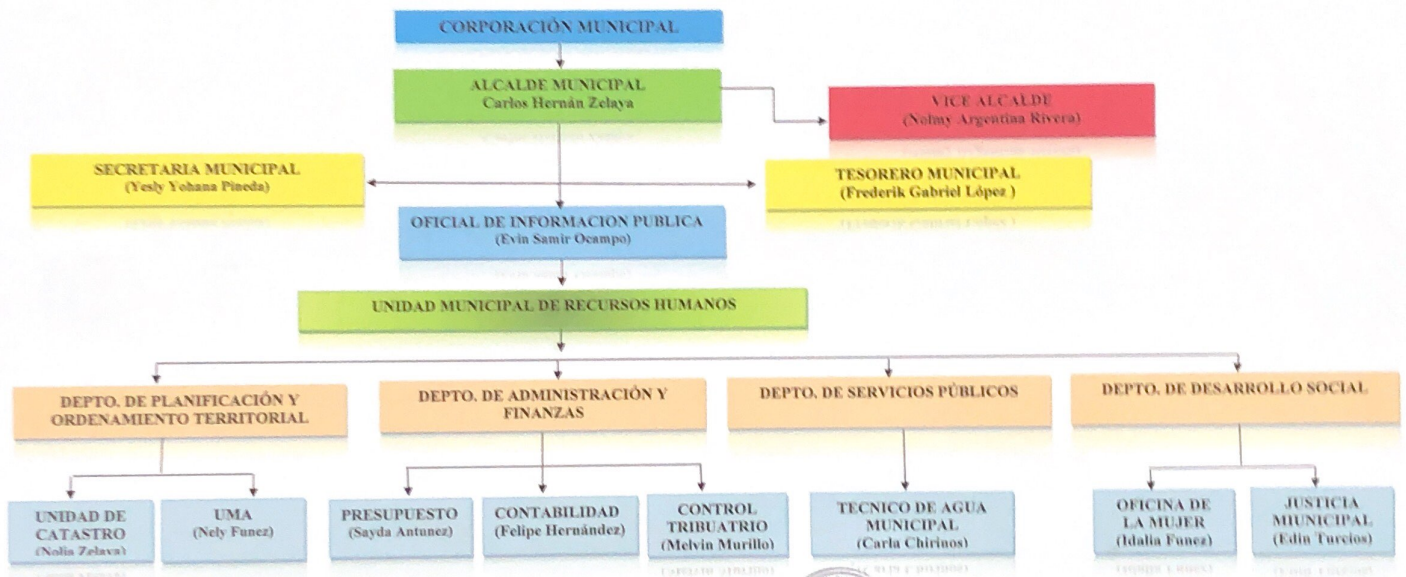 CORPORACIÓN MUNICIPAL
ALCALDE MUNICIPAL
Carlos Hernán Zelaya
VICE ALCALDE
(Nolmy Argentina Rivera)
SECRETARIA MUNICIPAL
(Yesly Yohana Pineda)
TESORERO MUNICIPAL
(Frederik Gabriel López )
OFICIAL DE INFORMACION PUBLICA
(Evin Samir Ocampo)
UNIDAD MUNICIPAL DE RECURSOS HUMANOS
DEPTO. DE PLANIFICACIÓN Y
ORDENAMIENTO TERRITORIAL
DEPTO. DE ADMINISTRACIÓN Y
FINANZAS
DEPTO. DE SERVICIOS PÚBLICOS
DEPTO. DE DESARROLLO SOCIAL
UNIDAD DE
CATASTRO
(Nolia Zelaya)
UMA
(Nely Funez)
PRESUPUESTO
(Sayda Antunez)
CONTABILIDAD
(Felipe Hernández)
CONTROL
TRIBUATRIO
(Melvin Murillo)
TECNICO DE AGUA
MUNICIPAL
(Carla Chirinos)
OFICINA DE
LA MUJER
(Idalia Funez)
JUSTICIA
MIUNICIPAL
(Edin Turcios)